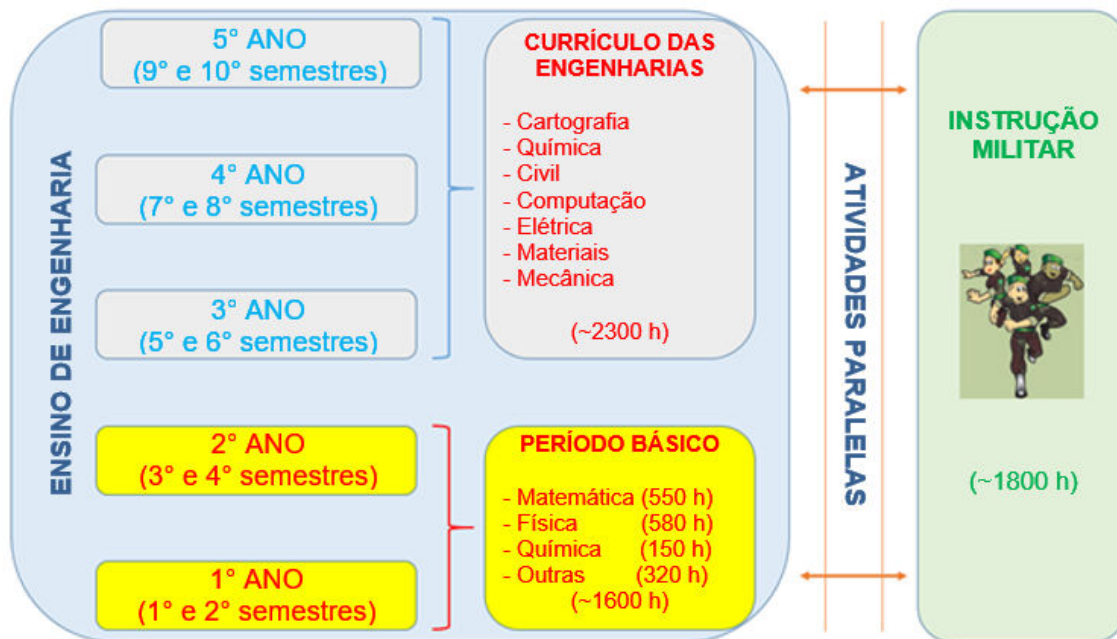 ENSINO DE ENGENHARIA
5° ANO
(9° e 10° semestres)
4° ANO
(7° e 8° semestres)
3° ANO
(5° e 6° semestres)
2° ANO
(3° e 4° semestres)
1° ANO
(1° e 2° semestres)
CURRÍCULO DAS
ENGENHARIAS
- Cartografia
- Química
- Civil
- Computação
- Elétrica
- Materiais
- Mecânica
(~2300 h)
PERÍODO BÁSICO
- Matemática (550 h)
- Física (580 h)
- Química (150 h)
- Outras (320 h)
(~1600 h)
ATIVIDADES PARALELAS
INSTRUÇÃO
MILITAR
(~1800 h)